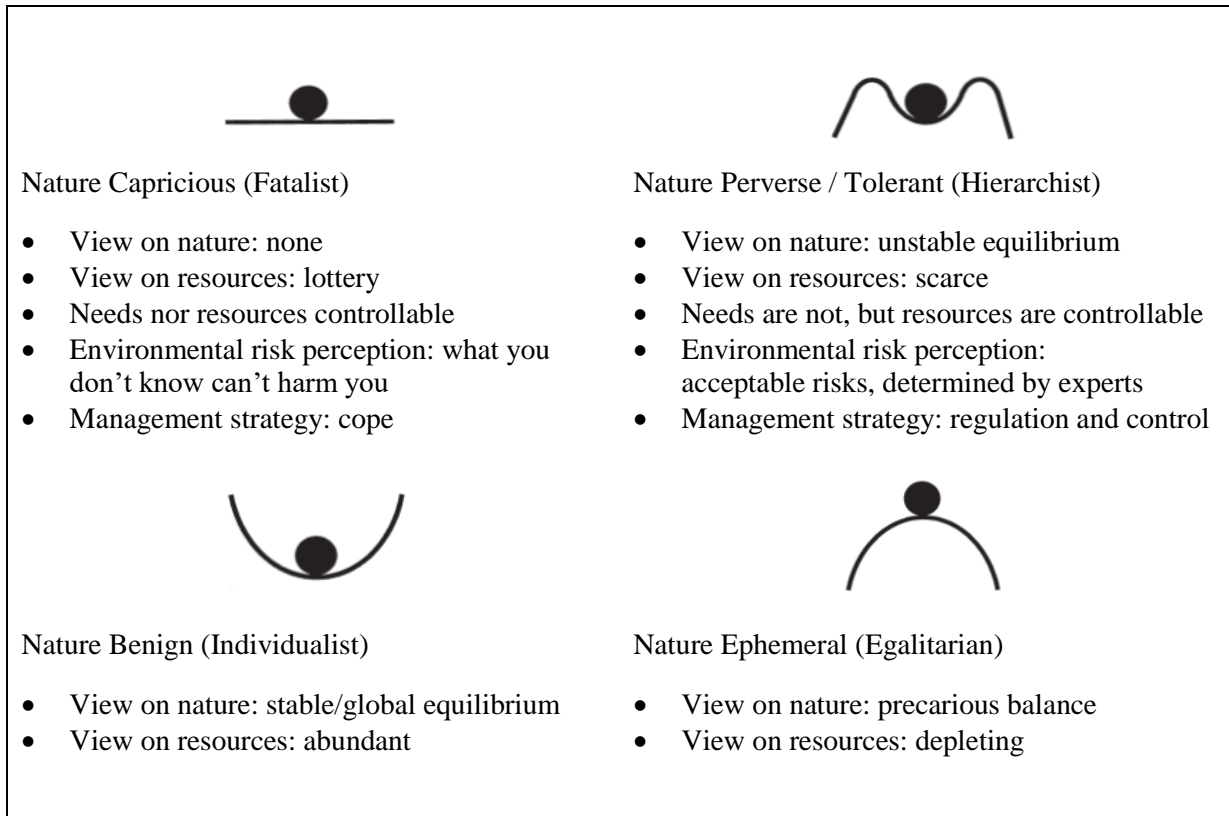 Nature Capricious (Fatalist)
• View on nature: none
• View on resources: lottery
• Needs nor resources controllable
• Environmental risk perception: what you
don’t know can’t harm you
• Management strategy: cope
Nature Perverse / Tolerant (Hierarchist)
• View on nature: unstable equilibrium
• View on resources: scarce
• Needs are not, but resources are controllable
• Environmental risk perception:
acceptable risks, determined by experts
• Management strategy: regulation and control
Nature Benign (Individualist)
• View on nature: stable/global equilibrium
• View on resources: abundant
Nature Ephemeral (Egalitarian)
• View on nature: precarious balance
• View on resources: depleting